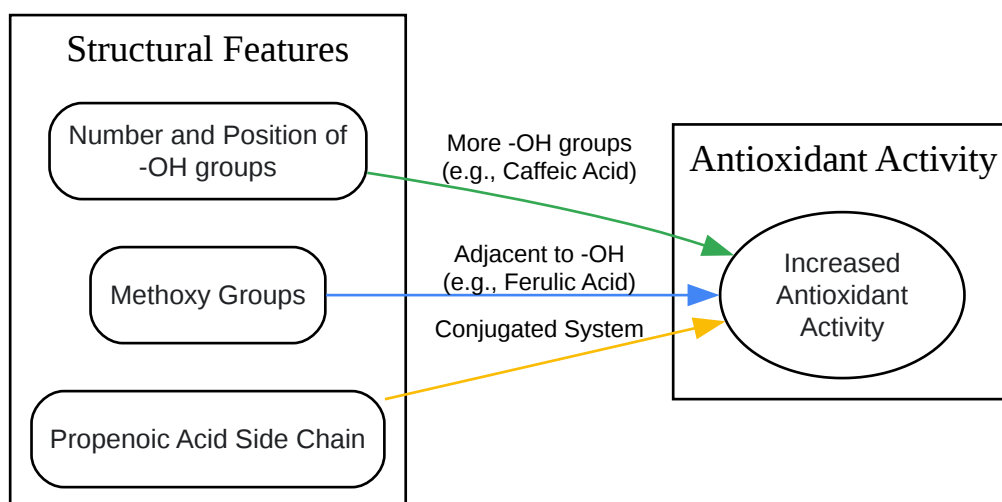 Structural Features
Number and Position of
-OH groups
Methoxy Groups
Propenoic Acid Side Chain
More -OH groups
(e.g., Caffeic Acid)
Adjacent to -OH
(e.g., Ferulic Acid)
Conjugated System
Antioxidant Activity
Increased
Antioxidant
Activity